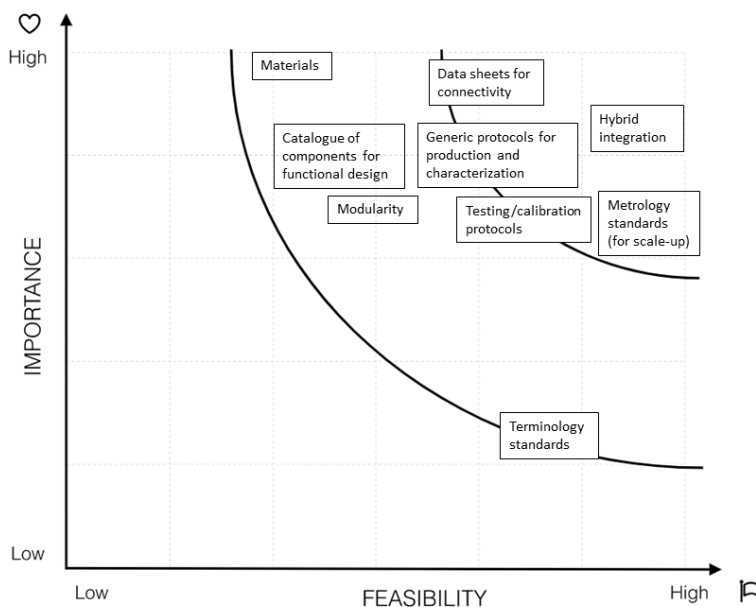 High
Materials
Data sheets for
connectivity
Hybrid
integration
Catalogue of
components for
functional design
Generic protocols for
production and
characterization
Modularity
Testing/calibration
protocols
Metrology
standards
(for scale-up)
IMPORTANCE
Terminology
standards
Low
Low
FEASIBILITY
High